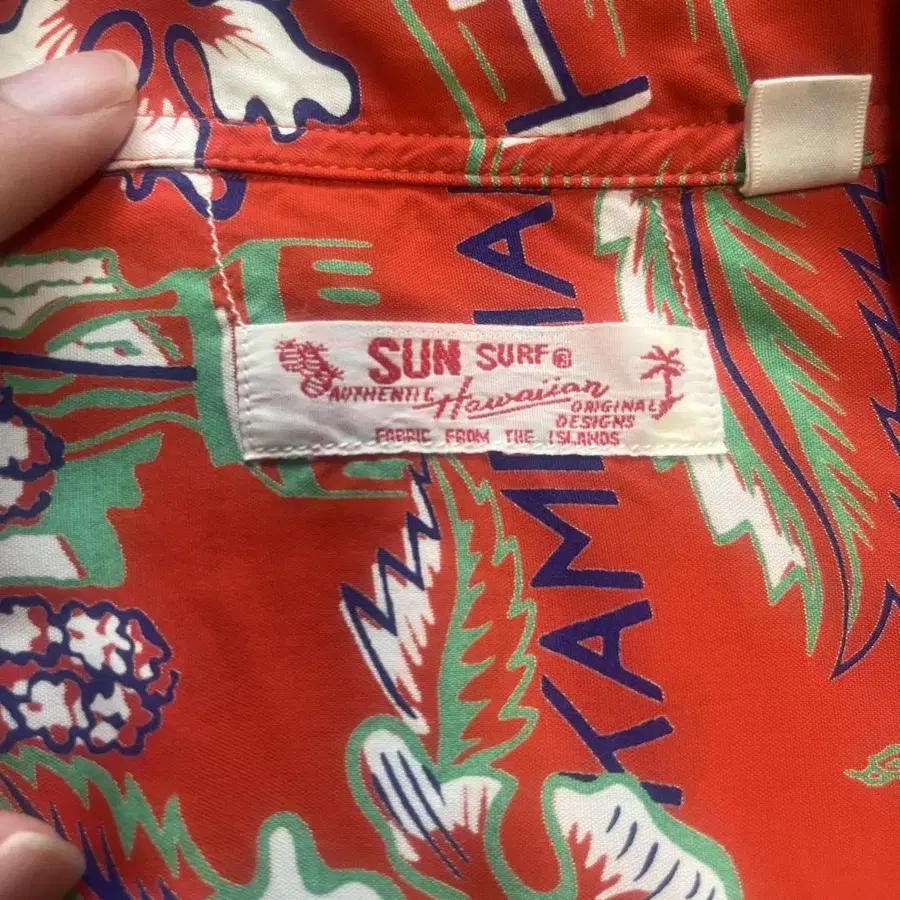 SUN SURF®
AUTHENTIC Hawaiian ORIGINAL
DESIGNS
FABRIC FROM THE ISLANDS